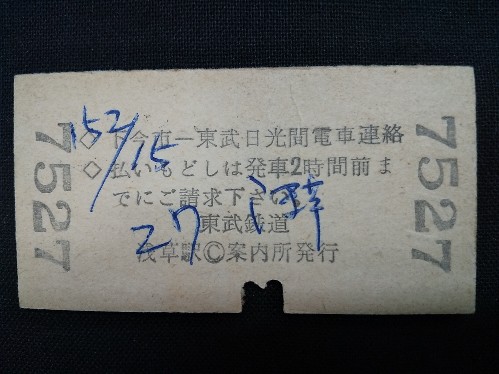 7527
◇下今市ー東武日光間電車連絡
◇払いもどしは発車2時間前ま
でにご請求下さい。
東武鉄道
浅草駅Ⓒ案内所発行
7527
152/15
27